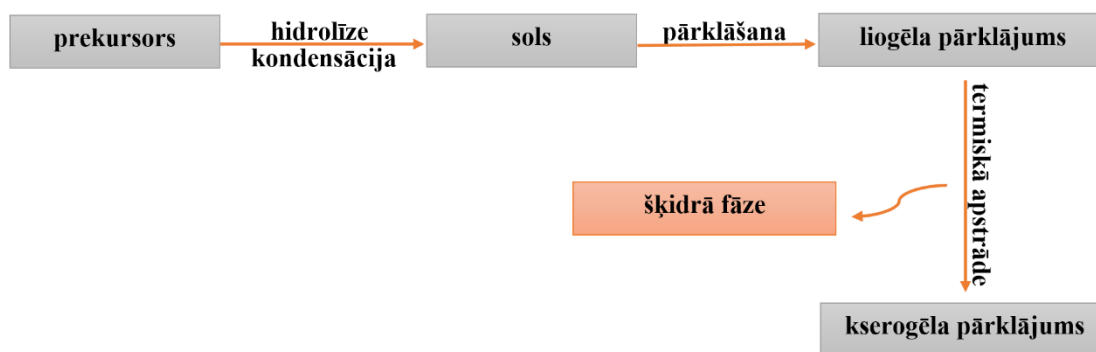 prekursors
hidrolīze
kondensācija
sols
pārklāšana
liogēla pārklājums
termiskā apstrāde
šķidrā fāze
kserogēla pārklājums